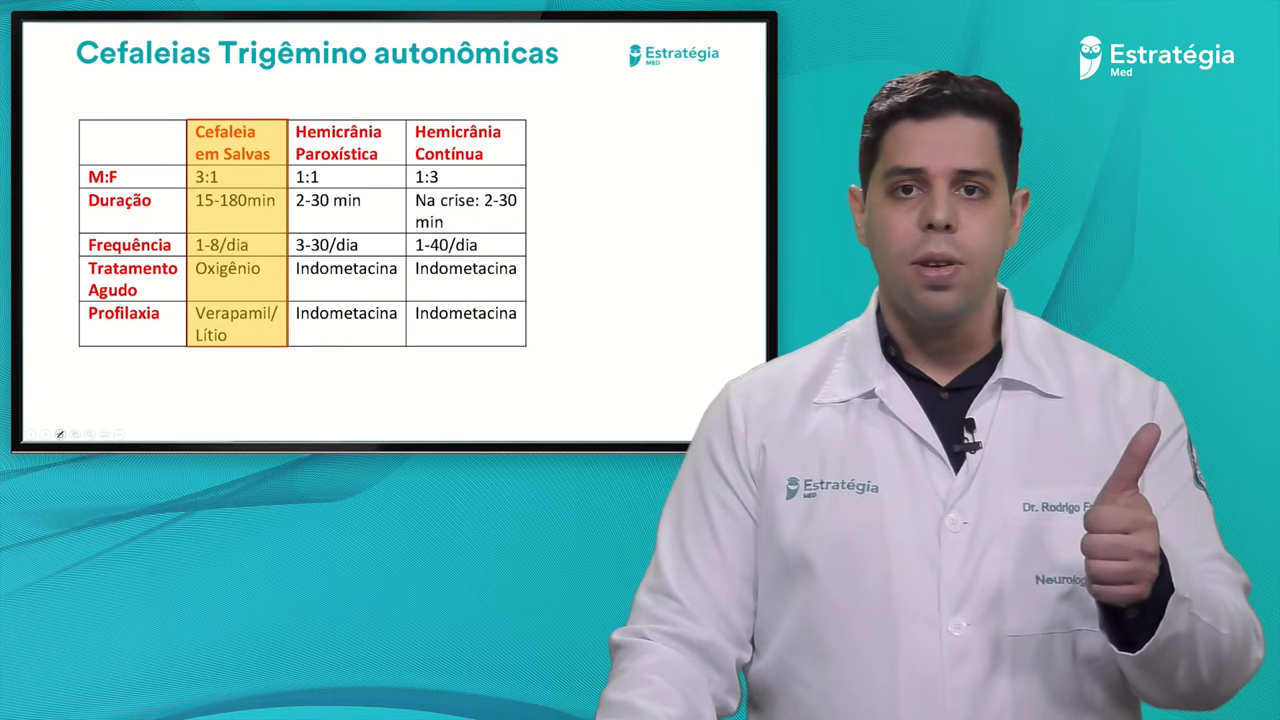 Cefaleias Trigêmino autonômicas
Estratégia
MED
Estratégia
Med
Cefaleia em Salvas
Hemicrânia Paroxística
Hemicrânia Contínua
M:F
3:1
1:1
1:3
Duração
15-180min
2-30 min
Na crise: 2-30 min
Frequência
1-8/dia
3-30/dia
1-40/dia
Tratamento Agudo
Oxigênio
Indometacina
Indometacina
Profilaxia
Verapamil/ Lítio
Indometacina
Indometacina
Estratégia
MED
Dr. Rodrigo